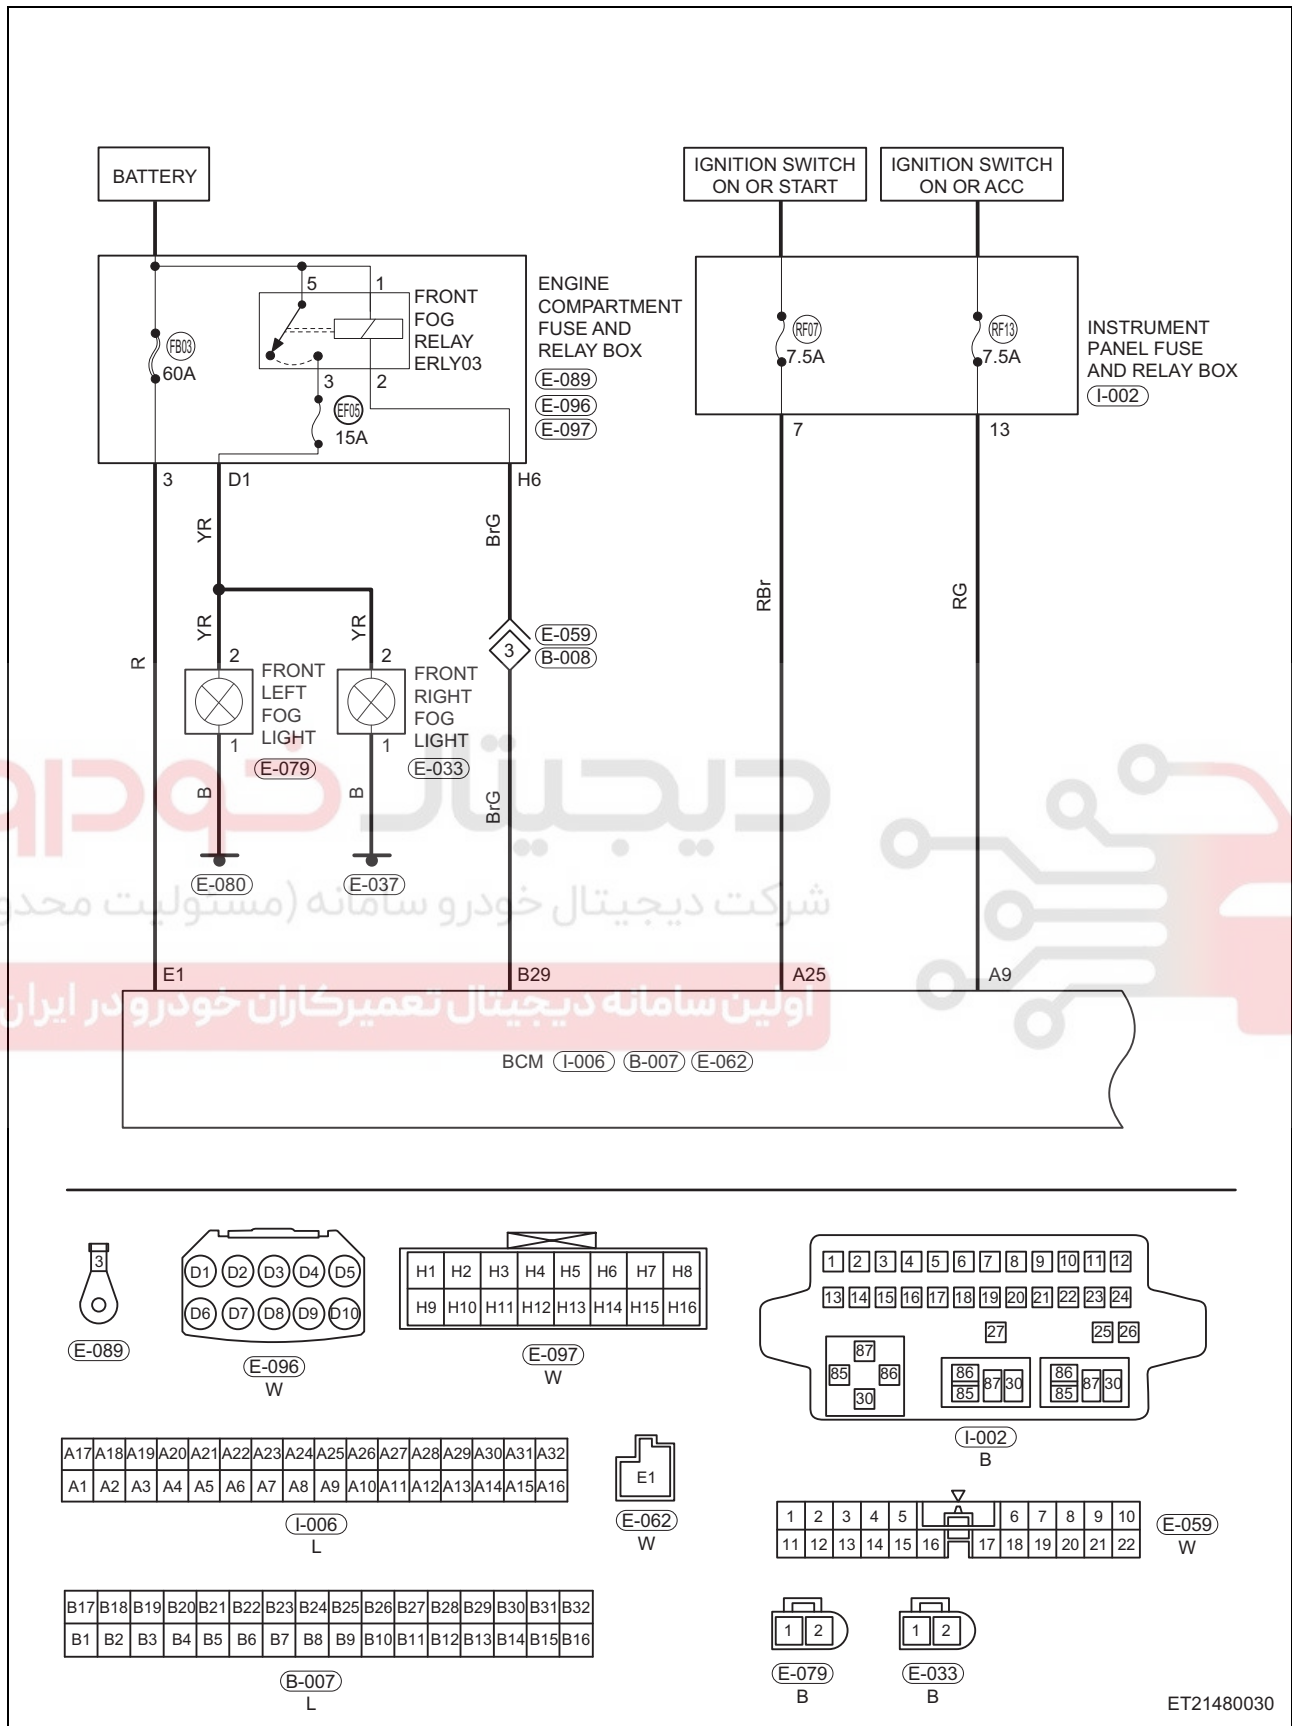 BATTERY
IGNITION SWITCH
ON OR START
IGNITION SWITCH
ON OR ACC
5
1
FRONT
FOG
RELAY
ERLY03
FB03
60A
3
2
EF05
15A
ENGINE
COMPARTMENT
FUSE AND
RELAY BOX
E-089
E-096
E-097
RF07
7.5A
RF13
7.5A
INSTRUMENT
PANEL FUSE
AND RELAY BOX
I-002
3
D1
H6
7
13
YR
BrG
RBr
RG
YR
YR
R
3
E-059
B-008
2
FRONT
LEFT
FOG
LIGHT
1
E-079
2
FRONT
RIGHT
FOG
LIGHT
1
E-033
B
B
BrG
دیجیتال خودرو
E-080
E-037
شرکت دیجیتال خودرو سامانه (مسئولیت محدو
E1
B29
A25
A9
اولین سامانه دیجیتال تعمیرکاران خودرو در ایران
BCM I-006 B-007 E-062
3
E-089
D1 D2 D3 D4 D5
D6 D7 D8 D9 D10
E-096
W
H1 H2 H3 H4 H5 H6 H7 H8
H9 H10 H11 H12 H13 H14 H15 H16
E-097
W
1 2 3 4 5 6 7 8 9 10 11 12
13 14 15 16 17 18 19 20 21 22 23 24
27 25 26
87
85 86
30
86
85
87 30
86
85
87 30
I-002
B
A17 A18 A19 A20 A21 A22 A23 A24 A25 A26 A27 A28 A29 A30 A31 A32
A1 A2 A3 A4 A5 A6 A7 A8 A9 A10 A11 A12 A13 A14 A15 A16
I-006
L
E1
E-062
W
1 2 3 4 5 6 7 8 9 10
11 12 13 14 15 16 17 18 19 20 21 22
E-059
W
B17 B18 B19 B20 B21 B22 B23 B24 B25 B26 B27 B28 B29 B30 B31 B32
B1 B2 B3 B4 B5 B6 B7 B8 B9 B10 B11 B12 B13 B14 B15 B16
B-007
L
1 2
E-079
B
1 2
E-033
B
ET21480030